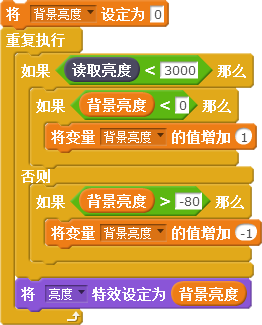 将 背景亮度 设定为 0
重复执行
如果 读取亮度 < 3000 那么
如果 背景亮度 < 0 那么
将变量 背景亮度 的值增加 1
否则
如果 背景亮度 > -80 那么
将变量 背景亮度 的值增加 -1
将 亮度 特效设定为 背景亮度